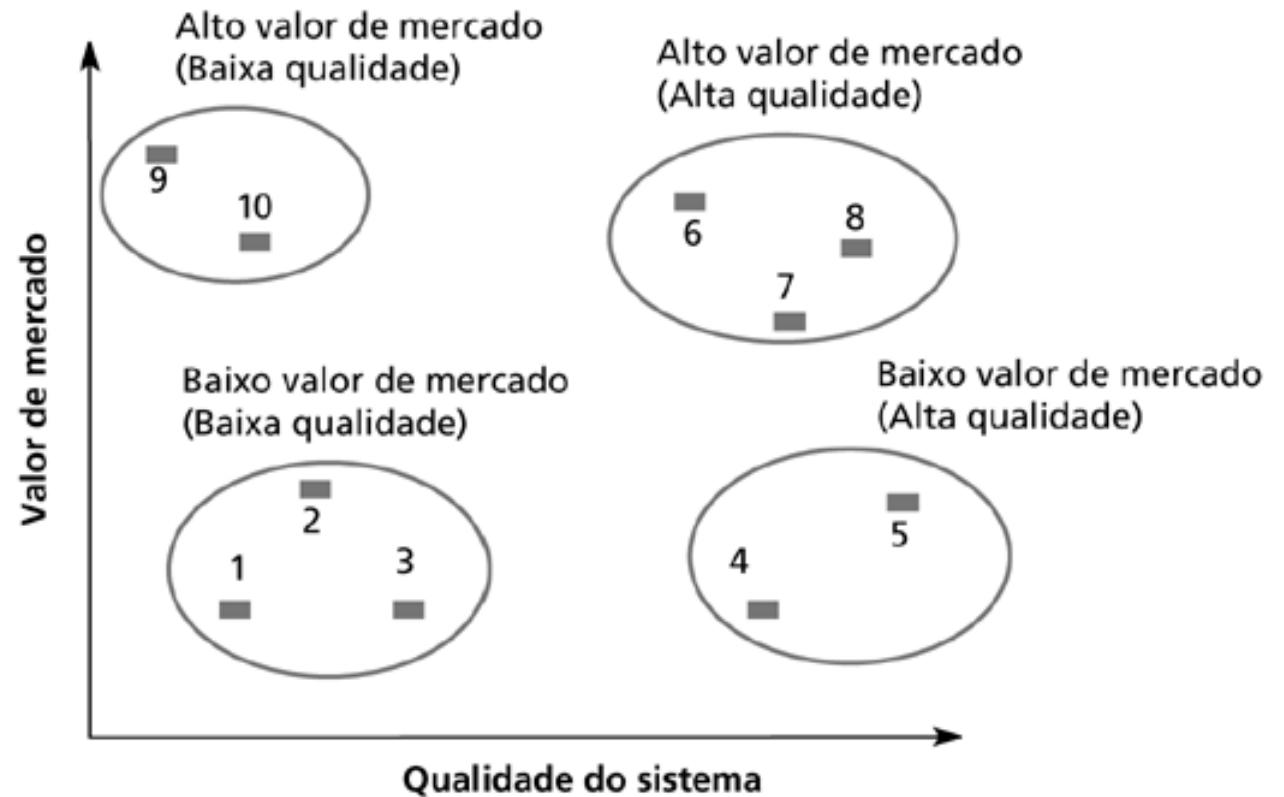 Alto valor de mercado
(Baixa qualidade)
Alto valor de mercado
(Alta qualidade)
9
10
6
8
7
Valor de mercado
Baixo valor de mercado
(Baixa qualidade)
Baixo valor de mercado
(Alta qualidade)
2
1
3
5
4
Qualidade do sistema